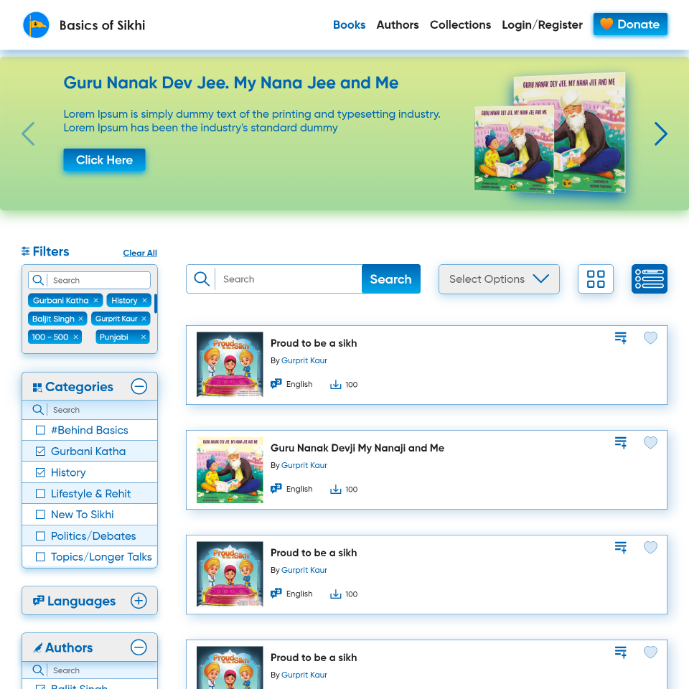 Basics of Sikhi
Books Authors Collections Login/Register Donate
Guru Nanak Dev Jee. My Nana Jee and Me
Lorem Ipsum is simply dummy text of the printing and typesetting industry.
Lorem Ipsum has been the industry's standard dummy
Click Here
GURU NANAK DEV JEE, MY NANA JEE AND ME
Filters
Clear All
Search
Gurbani Katha × History ×
Baljit Singh × Gurprit Kaur ×
100 - 500 × Punjabi ×
Categories
Search
#Behind Basics
Gurbani Katha
History
Lifestyle & Rehit
New To Sikhi
Politics/Debates
Topics/Longer Talks
Languages
Authors
Search
Baljit Singh
Search
Search
Select Options
Proud to be a sikh
By Gurprit Kaur
English 100
Guru Nanak Devji My Nanaji and Me
By Gurprit Kaur
English 100
Proud to be a sikh
By Gurprit Kaur
English 100
Proud to be a sikh
By Gurprit Kaur